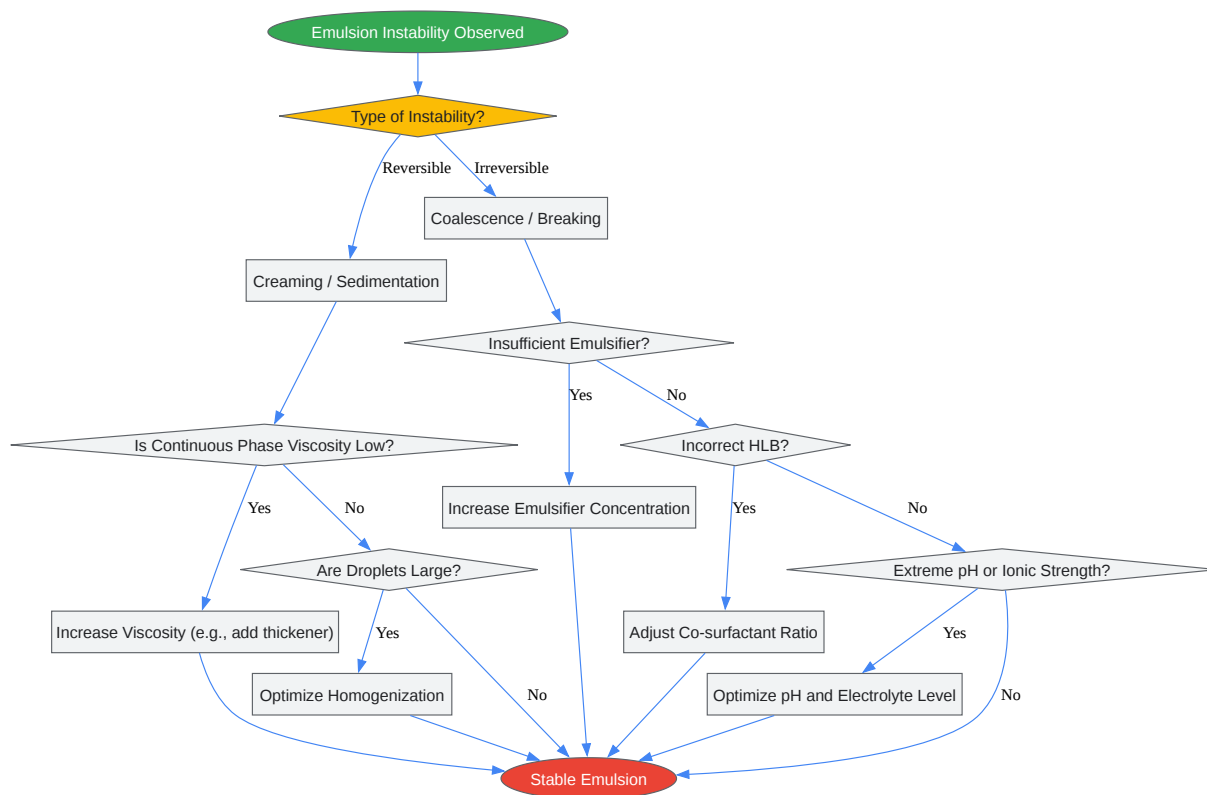 Emulsion Instability Observed
Type of Instability?
Reversible
Irreversible
Coalescence / Breaking
Creaming / Sedimentation
Insufficient Emulsifier?
Yes
No
Is Continuous Phase Viscosity Low?
Incorrect HLB?
Yes
No
Increase Emulsifier Concentration
Yes
No
Are Droplets Large?
Extreme pH or Ionic Strength?
Increase Viscosity (e.g., add thickener)
Yes
Adjust Co-surfactant Ratio
Yes
Optimize Homogenization
No
Optimize pH and Electrolyte Level
No
Stable Emulsion